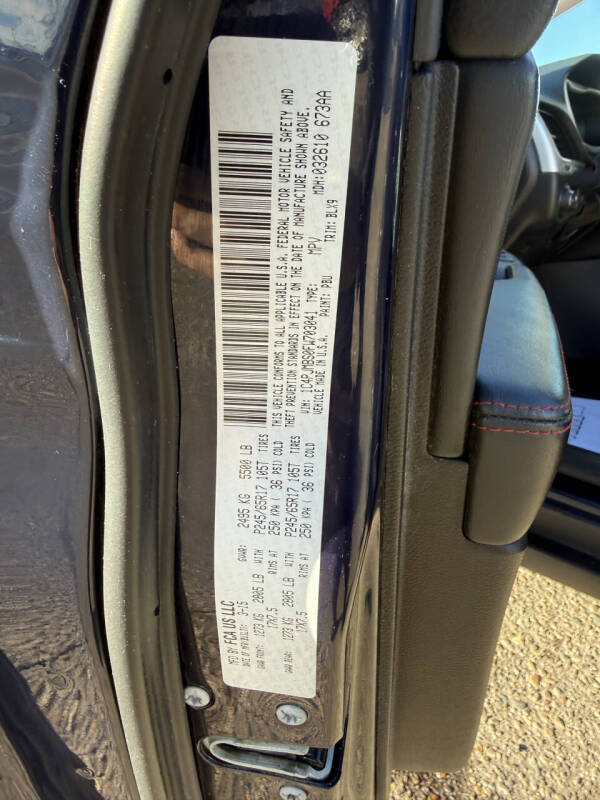 MFD BY FCA US LLC
DATE OF MFR(BUILT): 3-15 GVWR: 2495 KG 5500 LB
GAWR FRONT: 1273 KG 2805 LB WITH P245/65R17 105T TIRES
17X7.5 RIMS AT 250 KPA ( 36 PSI) COLD
GAWR REAR: 1273 KG 2805 LB WITH P245/65R17 105T TIRES
17X7.5 RIMS AT 250 KPA ( 36 PSI) COLD
THIS VEHICLE CONFORMS TO ALL APPLICABLE U.S.A. FEDERAL MOTOR VEHICLE SAFETY AND
THEFT PREVENTION STANDARDS IN EFFECT ON THE DATE OF MANUFACTURE SHOWN ABOVE.
VIN: 1C4PJMBS0FW703041 TYPE: MPV MDH:032610 673AA
VEHICLE MADE IN U.S.A. PAINT: PBU TRIM: BLX9